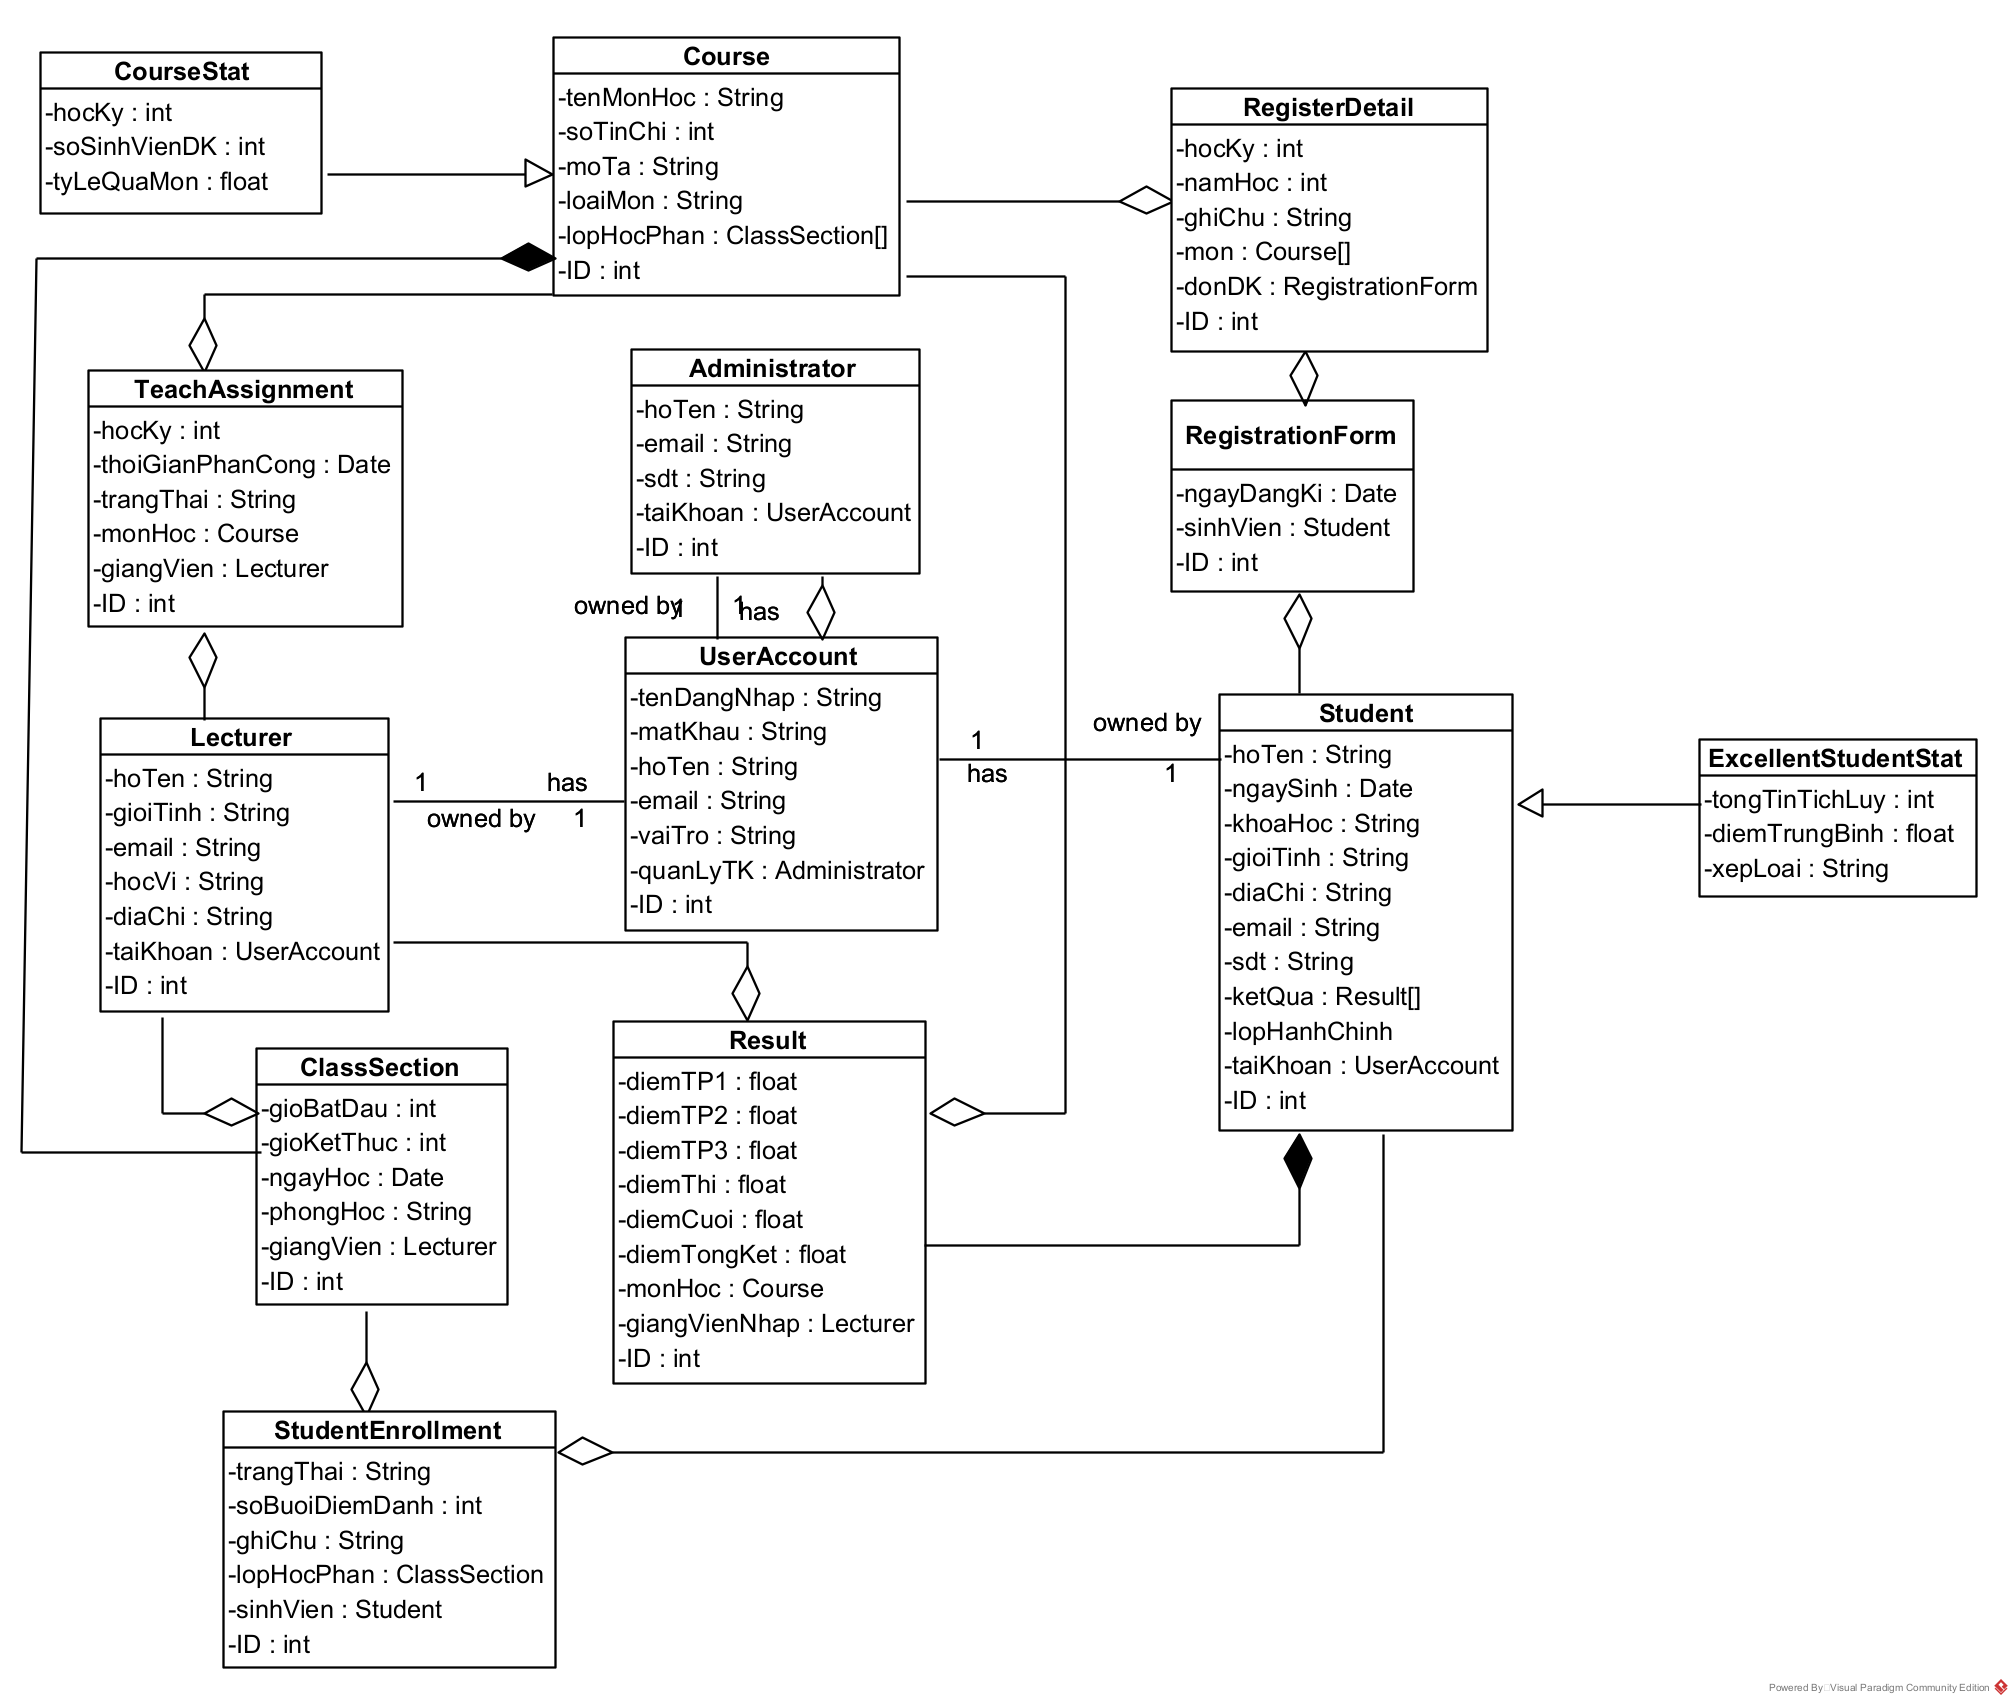 CourseStat
-hocKy : int
-soSinhVienDK : int
-tyLeQuaMon : float
Course
-tenMonHoc : String
-soTinChi : int
-moTa : String
-loaiMon : String
-lopHocPhan : ClassSection[]
-ID : int
RegisterDetail
-hocKy : int
-namHoc : int
-ghiChu : String
-mon : Course[]
-donDK : RegistrationForm
-ID : int
TeachAssignment
-hocKy : int
-thoiGianPhanCong : Date
-trangThai : String
-monHoc : Course
-giangVien : Lecturer
-ID : int
Administrator
-hoTen : String
-email : String
-sdt : String
-taiKhoan : UserAccount
-ID : int
RegistrationForm
-ngayDangKi : Date
-sinhVien : Student
-ID : int
owned by
1
1
has
UserAccount
-tenDangNhap : String
-matKhau : String
-hoTen : String
-email : String
-vaiTro : String
-quanLyTK : Administrator
-ID : int
Lecturer
-hoTen : String
-gioiTinh : String
-email : String
-hocVi : String
-diaChi : String
-taiKhoan : UserAccount
-ID : int
1
has
owned by
1
1
has
owned by
1
Student
-hoTen : String
-ngaySinh : Date
-khoaHoc : String
-gioiTinh : String
-diaChi : String
-email : String
-sdt : String
-ketQua : Result[]
-lopHanhChinh
-taiKhoan : UserAccount
-ID : int
ExcellentStudentStat
-tongTinTichLuy : int
-diemTrungBinh : float
-xepLoai : String
ClassSection
-gioBatDau : int
-gioKetThuc : int
-ngayHoc : Date
-phongHoc : String
-giangVien : Lecturer
-ID : int
Result
-diemTP1 : float
-diemTP2 : float
-diemTP3 : float
-diemThi : float
-diemCuoi : float
-diemTongKet : float
-monHoc : Course
-giangVienNhap : Lecturer
-ID : int
StudentEnrollment
-trangThai : String
-soBuoiDiemDanh : int
-ghiChu : String
-lopHocPhan : ClassSection
-sinhVien : Student
-ID : int
Powered By Visual Paradigm Community Edition